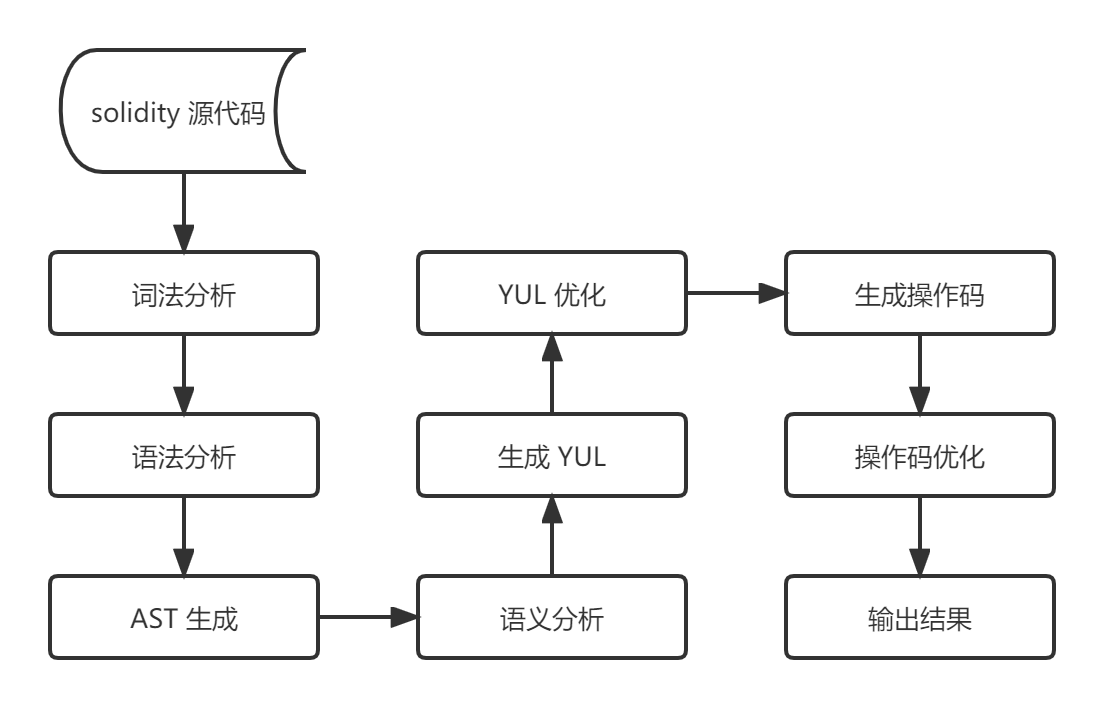 solidity 源代码
词法分析
语法分析
AST 生成
语义分析
生成 YUL
YUL 优化
生成操作码
操作码优化
输出结果